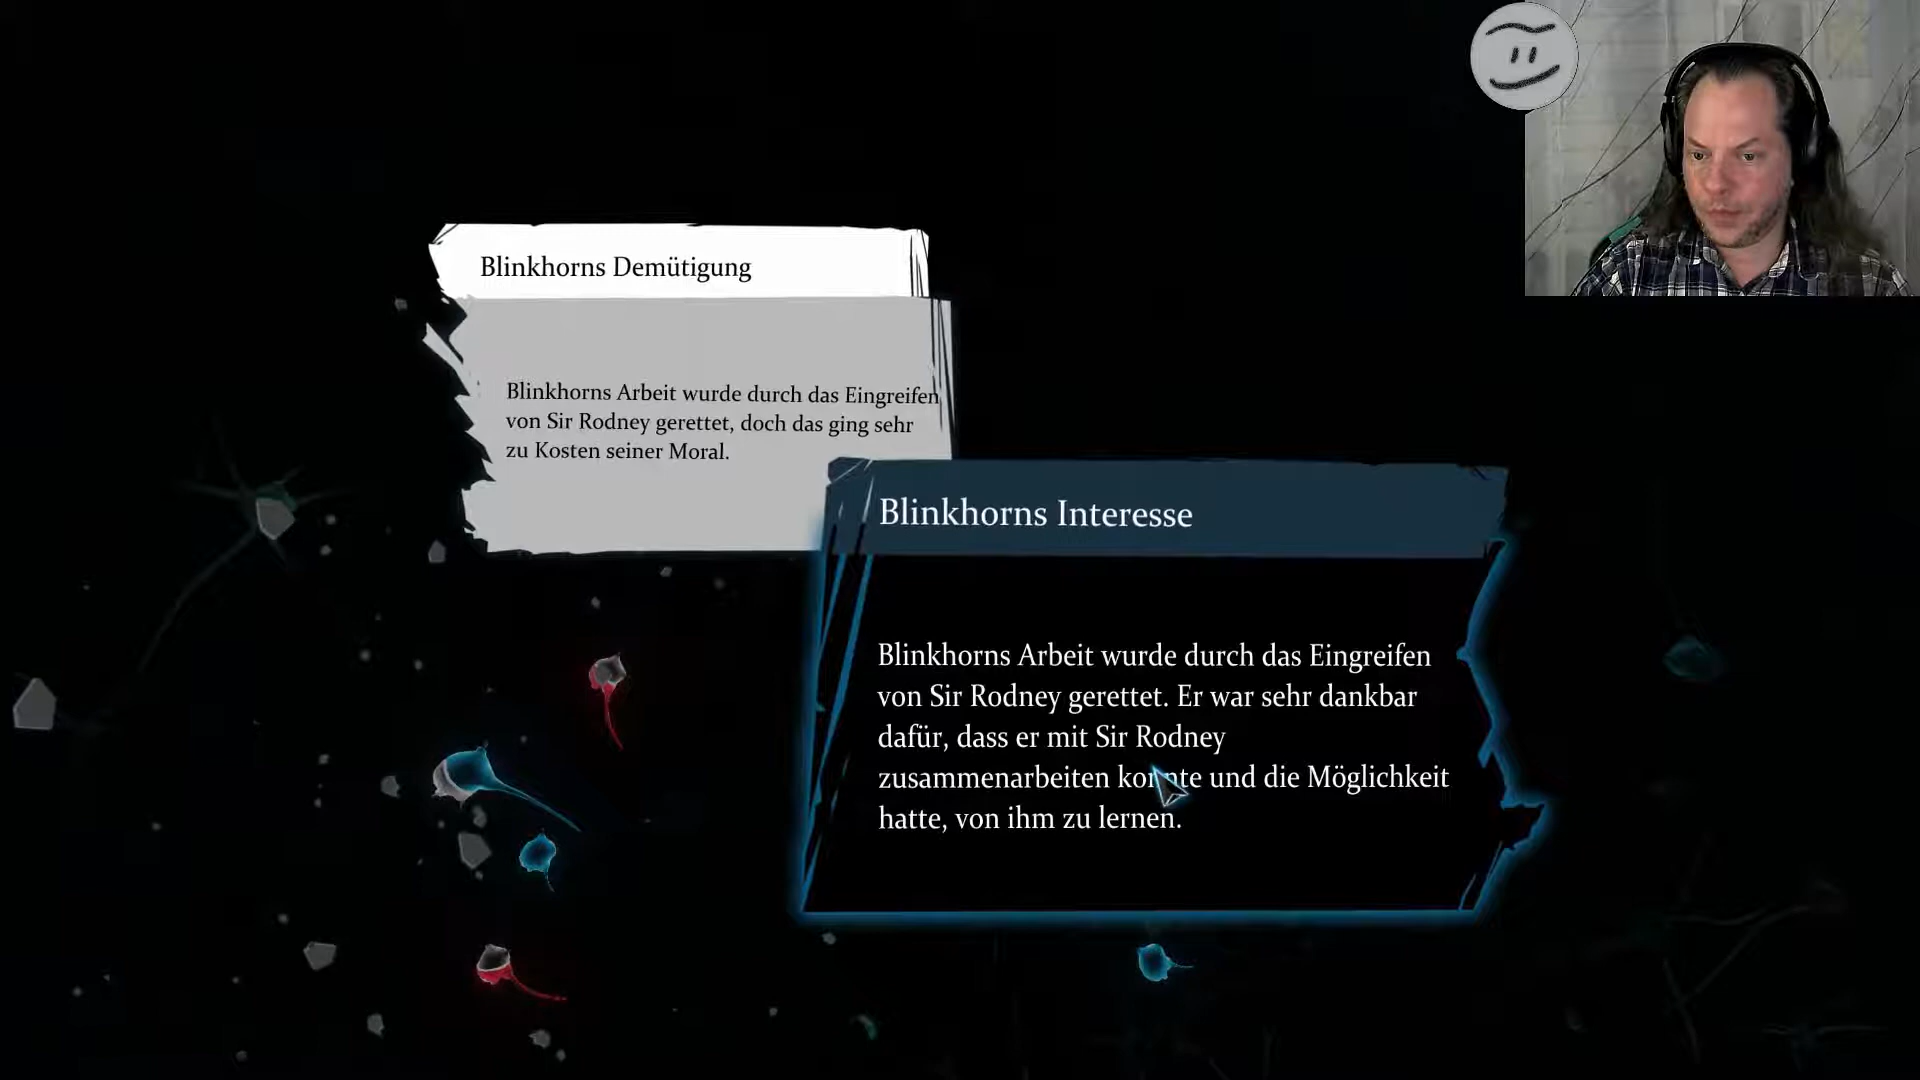 Blinkhorns Demütigung
Blinkhorns Arbeit wurde durch das Eingreifen
von Sir Rodney gerettet, doch das ging sehr
zu Kosten seiner Moral.
Blinkhorns Interesse
Blinkhorns Arbeit wurde durch das Eingreifen
von Sir Rodney gerettet. Er war sehr dankbar
dafür, dass er mit Sir Rodney
zusammenarbeiten konnte und die Möglichkeit
hatte, von ihm zu lernen.